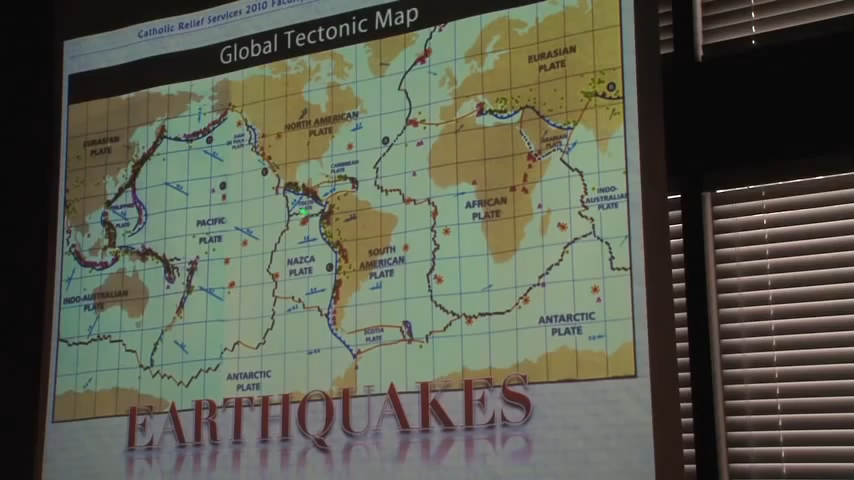 Catholic Relief Services 2010 Faculty
Global Tectonic Map
EURASIAN
PLATE
NORTH AMERICAN
PLATE
EURASIAN
PLATE
CARIBBEAN
PLATE
ARABIAN
PLATE
INDO-
AUSTRALIAN
PLATE
AFRICAN
PLATE
PACIFIC
PLATE
NAZCA
PLATE
SOUTH
AMERICAN
PLATE
INDO-AUSTRALIAN
PLATE
SCOTIA
PLATE
ANTARCTIC
PLATE
ANTARCTIC
PLATE
EARTHQUAKES